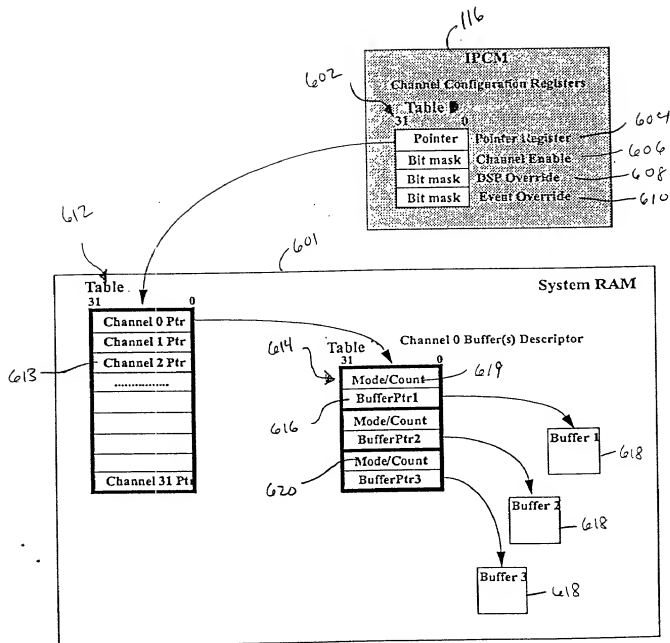 116
IPCM
Channel Configuration Registers
602
Table
31 0
Pointer Pointer Register 604
Bit mask Channel Enable 606
Bit mask DSP Override 608
Bit mask Event Override 610
612
601
System RAM
Table
31 0
Channel 0 Ptr
Channel 1 Ptr
613 Channel 2 Ptr
................
Channel 31 Ptr
Channel 0 Buffer(s) Descriptor
614 Table
31 0
Mode/Count 619
616 BufferPtr1
Mode/Count
BufferPtr2
620 Mode/Count
BufferPtr3
Buffer 1
618
Buffer 2
618
Buffer 3
618